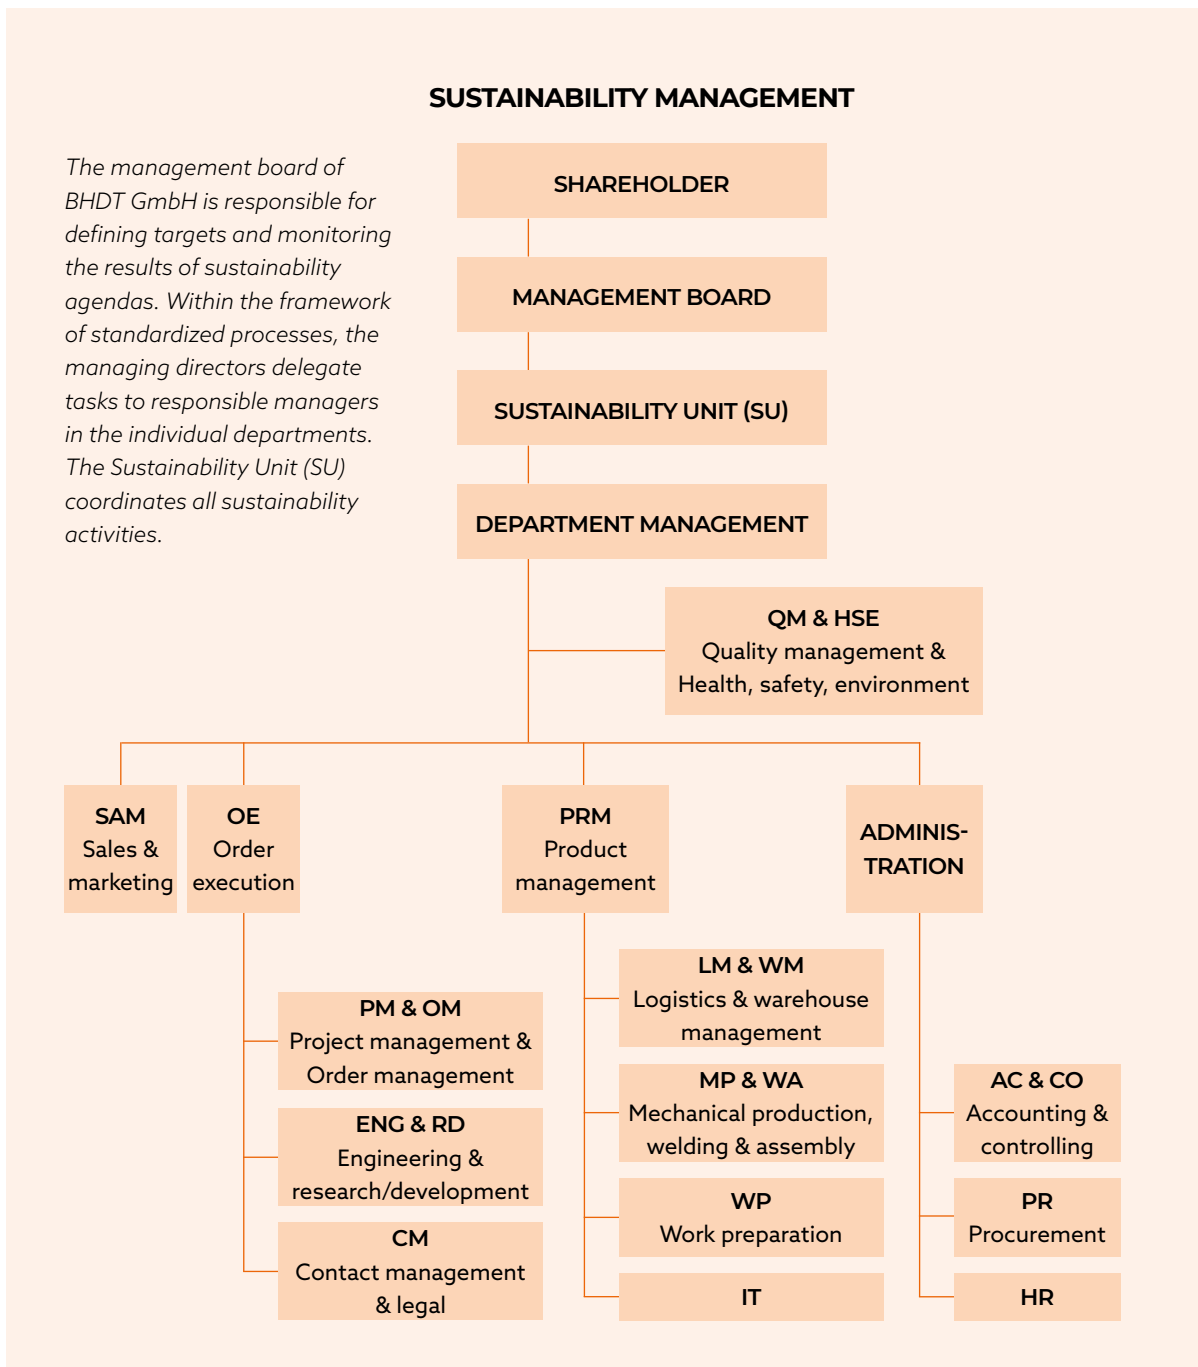 SUSTAINABILITY MANAGEMENT
The management board of
BHDT GmbH is responsible for
defining targets and monitoring
the results of sustainability
agendas. Within the framework
of standardized processes, the
managing directors delegate
tasks to responsible managers
in the individual departments.
The Sustainability Unit (SU)
coordinates all sustainability
activities.
SHAREHOLDER
MANAGEMENT BOARD
SUSTAINABILITY UNIT (SU)
DEPARTMENT MANAGEMENT
QM & HSE
Quality management &
Health, safety, environment
SAM
Sales &
marketing
OE
Order
execution
PRM
Product
management
ADMINIS-
TRATION
PM & OM
Project management &
Order management
ENG & RD
Engineering &
research/development
CM
Contact management
& legal
LM & WM
Logistics & warehouse
management
MP & WA
Mechanical production,
welding & assembly
WP
Work preparation
IT
AC & CO
Accounting &
controlling
PR
Procurement
HR